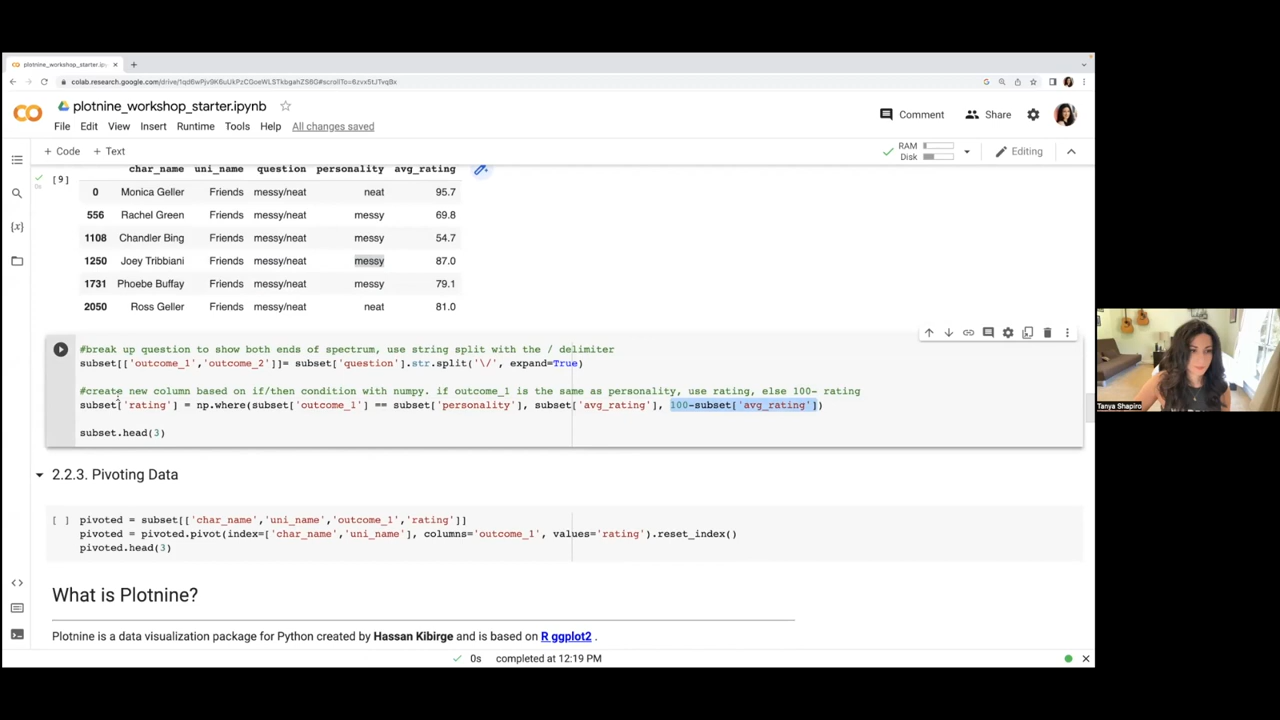 plotnine_workshop_starter.ipynb
plotnine_workshop_starter.ipynb
File Edit View Insert Runtime Tools Help All changes saved
Comment Share
+ Code + Text
RAM
Disk
Editing
char_name uni_name question personality avg_rating
[9]
0 Monica Geller Friends messy/neat neat 95.7
556 Rachel Green Friends messy/neat messy 69.8
1108 Chandler Bing Friends messy/neat messy 54.7
1250 Joey Tribbiani Friends messy/neat messy 87.0
1731 Phoebe Buffay Friends messy/neat messy 79.1
2050 Ross Geller Friends messy/neat neat 81.0
#break up question to show both ends of spectrum, use string split with the / delimiter
subset[['outcome_1','outcome_2']]= subset['question'].str.split('\/', expand=True)
#create new column based on if/then condition with numpy. if outcome_1 is the same as personality, use rating, else 100- rating
subset['rating'] = np.where(subset['outcome_1'] == subset['personality'], subset['avg_rating'], 100-subset['avg_rating'])
subset.head(3)
2.2.3. Pivoting Data
[ ] pivoted = subset[['char_name','uni_name','outcome_1','rating']]
pivoted = pivoted.pivot(index=['char_name','uni_name'], columns='outcome_1', values='rating').reset_index()
pivoted.head(3)
What is Plotnine?
Plotnine is a data visualization package for Python created by Hassan Kibirge and is based on R ggplot2 .
0s completed at 12:19 PM
Tanya Shapiro